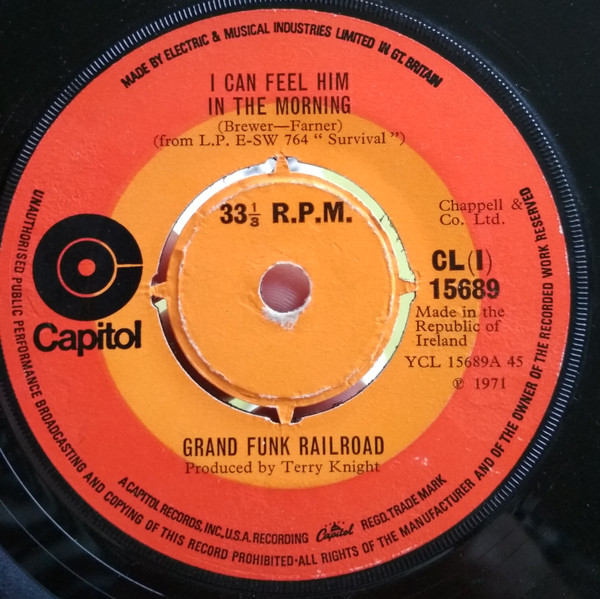 MADE BY ELECTRIC & MUSICAL INDUSTRIES LIMITED IN GT. BRITAIN
I CAN FEEL HIM
IN THE MORNING
(Brewer—Farner)
(from L.P. E-SW 764 “ Survival ”)
33⅓ R.P.M.
Chappell &
Co. Ltd.
CL(I)
15689
Made in the
Republic of
Ireland
YCL 15689A 45
℗ 1971
Capitol
GRAND FUNK RAILROAD
Produced by Terry Knight
A CAPITOL RECORDS, INC., U.S.A. RECORDING Capitol REGD. TRADE MARK
UNAUTHORISED PUBLIC PERFORMANCE BROADCASTING AND COPYING OF THIS RECORD PROHIBITED·ALL RIGHTS OF THE MANUFACTURER AND OF THE OWNER OF THE RECORDED WORK RESERVED